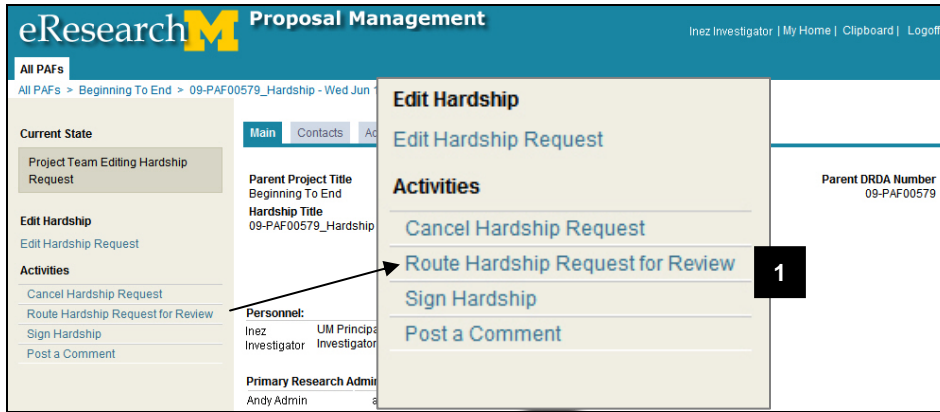 eResearch M Proposal Management
Inez Investigator | My Home | Clipboard | Logoff
All PAFs
All PAFs > Beginning To End > 09-PAF00579_Hardship - Wed Jun
Current State
Project Team Editing Hardship
Request
Edit Hardship
Edit Hardship Request
Activities
Cancel Hardship Request
Route Hardship Request for Review
Sign Hardship
Post a Comment
Main Contacts
Parent Project Title
Beginning To End
Hardship Title
09-PAF00579_Hardship
Personnel:
Inez UM
Investigator Investigator
Primary Research
Andy Admin
Edit Hardship
Edit Hardship Request
Activities
Cancel Hardship Request
Route Hardship Request for Review
1
Sign Hardship
Post a Comment
Parent DRDA Number
09-PAF00579